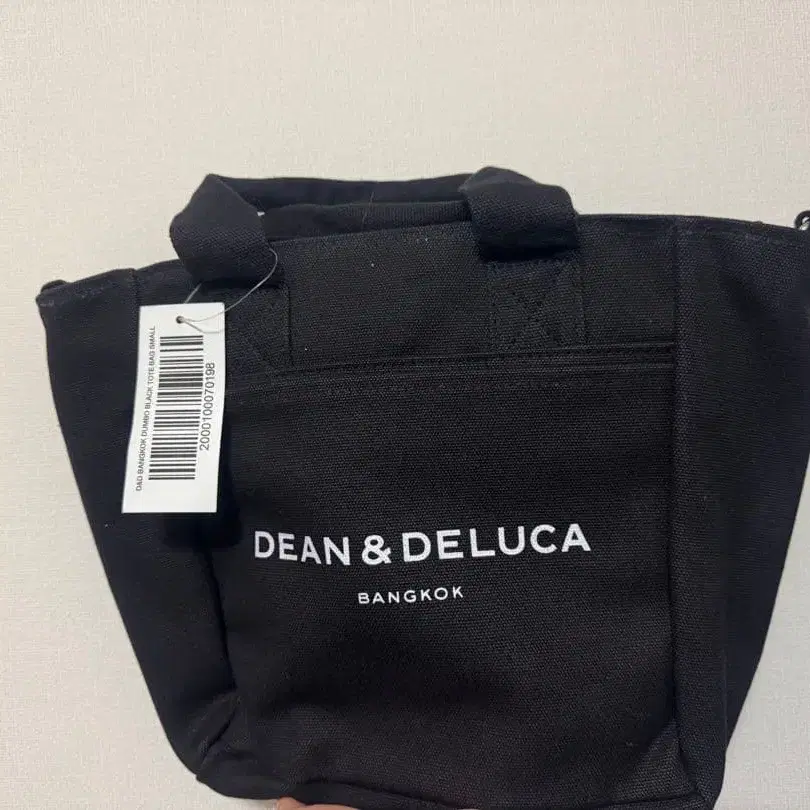 D&D BANGKOK DUMBO BLACK TOTE BAG SMALL
2000100070198
DEAN & DELUCA
BANGKOK